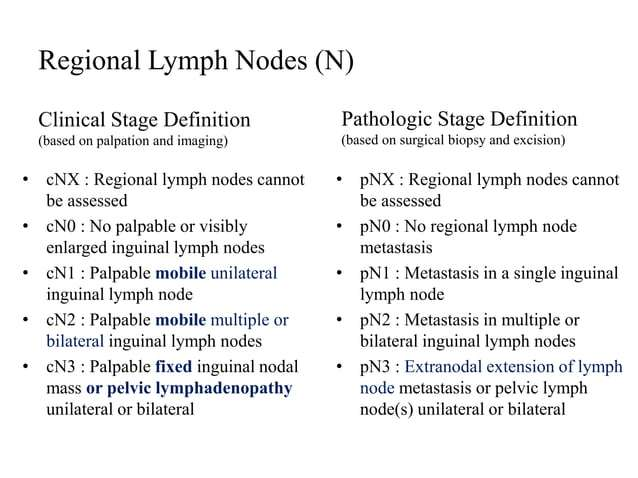 Regional Lymph Nodes (N)
Clinical Stage Definition
(based on palpation and imaging)
• cNX : Regional lymph nodes cannot
be assessed
• cN0 : No palpable or visibly
enlarged inguinal lymph nodes
• cN1 : Palpable mobile unilateral
inguinal lymph node
• cN2 : Palpable mobile multiple or
bilateral inguinal lymph nodes
• cN3 : Palpable fixed inguinal nodal
mass or pelvic lymphadenopathy
unilateral or bilateral
Pathologic Stage Definition
(based on surgical biopsy and excision)
• pNX : Regional lymph nodes cannot
be assessed
• pN0 : No regional lymph node
metastasis
• pN1 : Metastasis in a single inguinal
lymph node
• pN2 : Metastasis in multiple or
bilateral inguinal lymph nodes
• pN3 : Extranodal extension of lymph
node metastasis or pelvic lymph
node(s) unilateral or bilateral